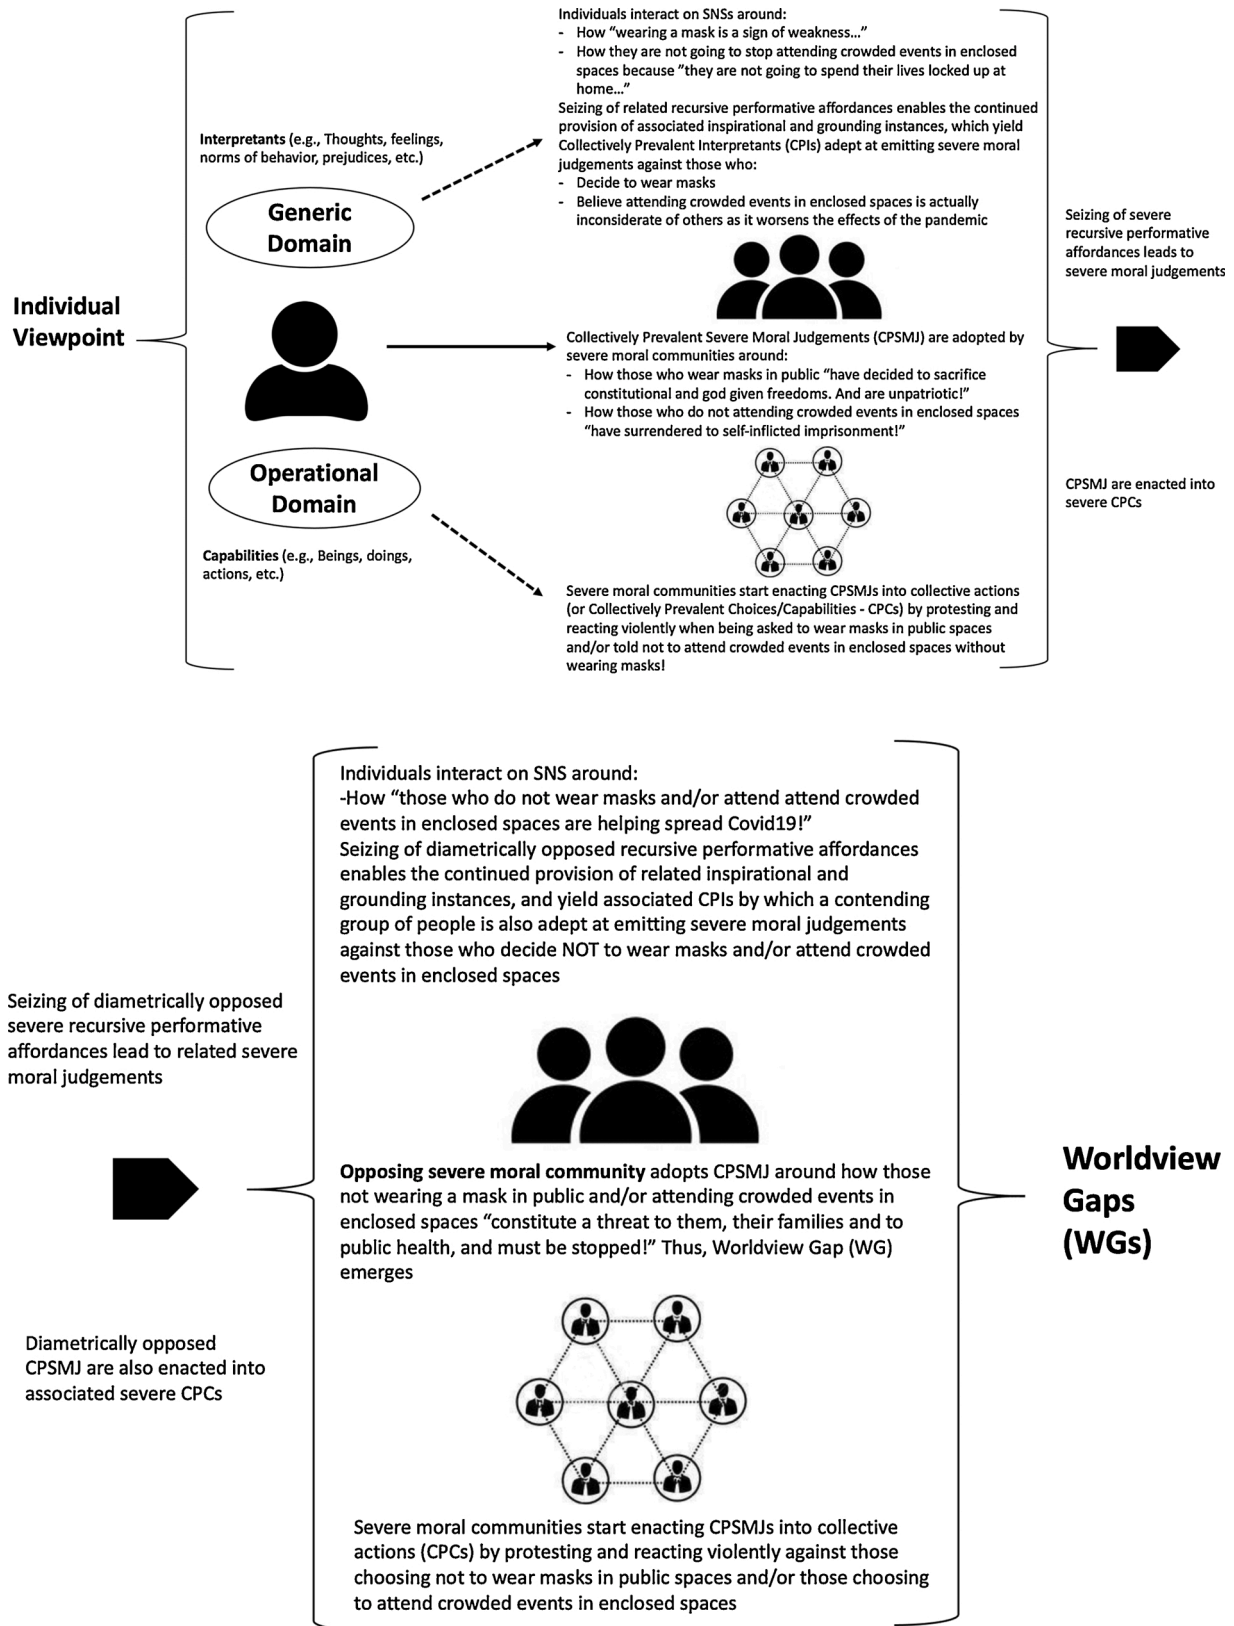 Individual
Viewpoint
Interpretants (e.g., Thoughts, feelings,
norms of behavior, prejudices, etc.)
Generic
Domain
Operational
Domain
Capabilities (e.g., Beings, doings,
actions, etc.)
Individuals interact on SNSs around:
- How “wearing a mask is a sign of weakness...”
- How they are not going to stop attending crowded events in enclosed
spaces because ”they are not going to spend their lives locked up at
home...”
Seizing of related recursive performative affordances enables the continued
provision of associated inspirational and grounding instances, which yield
Collectively Prevalent Interpretants (CPIs) adept at emitting severe moral
judgements against those who:
- Decide to wear masks
- Believe attending crowded events in enclosed spaces is actually
inconsiderate of others as it worsens the effects of the pandemic
Collectively Prevalent Severe Moral Judgements (CPSMJ) are adopted by
severe moral communities around:
- How those who wear masks in public “have decided to sacrifice
constitutional and god given freedoms. And are unpatriotic!”
- How those who do not attending crowded events in enclosed spaces
“have surrendered to self-inflicted imprisonment!”
Severe moral communities start enacting CPSMJs into collective actions
(or Collectively Prevalent Choices/Capabilities - CPCs) by protesting and
reacting violently when being asked to wear masks in public spaces
and/or told not to attend crowded events in enclosed spaces without
wearing masks!
Seizing of severe
recursive performative
affordances leads to
severe moral judgements
CPSMJ are enacted into
severe CPCs
Seizing of diametrically opposed
severe recursive performative
affordances lead to related severe
moral judgements
Diametrically opposed
CPSMJ are also enacted into
associated severe CPCs
Individuals interact on SNS around:
-How “those who do not wear masks and/or attend attend crowded
events in enclosed spaces are helping spread Covid19!”
Seizing of diametrically opposed recursive performative affordances
enables the continued provision of related inspirational and
grounding instances, and yield associated CPIs by which a contending
group of people is also adept at emitting severe moral judgements
against those who decide NOT to wear masks and/or attend crowded
events in enclosed spaces
Opposing severe moral community adopts CPSMJ around how those
not wearing a mask in public and/or attending crowded events in
enclosed spaces “constitute a threat to them, their families and to
public health, and must be stopped!” Thus, Worldview Gap (WG)
emerges
Severe moral communities start enacting CPSMJs into collective
actions (CPCs) by protesting and reacting violently against those
choosing not to wear masks in public spaces and/or those choosing
to attend crowded events in enclosed spaces
Worldview
Gaps
(WGs)